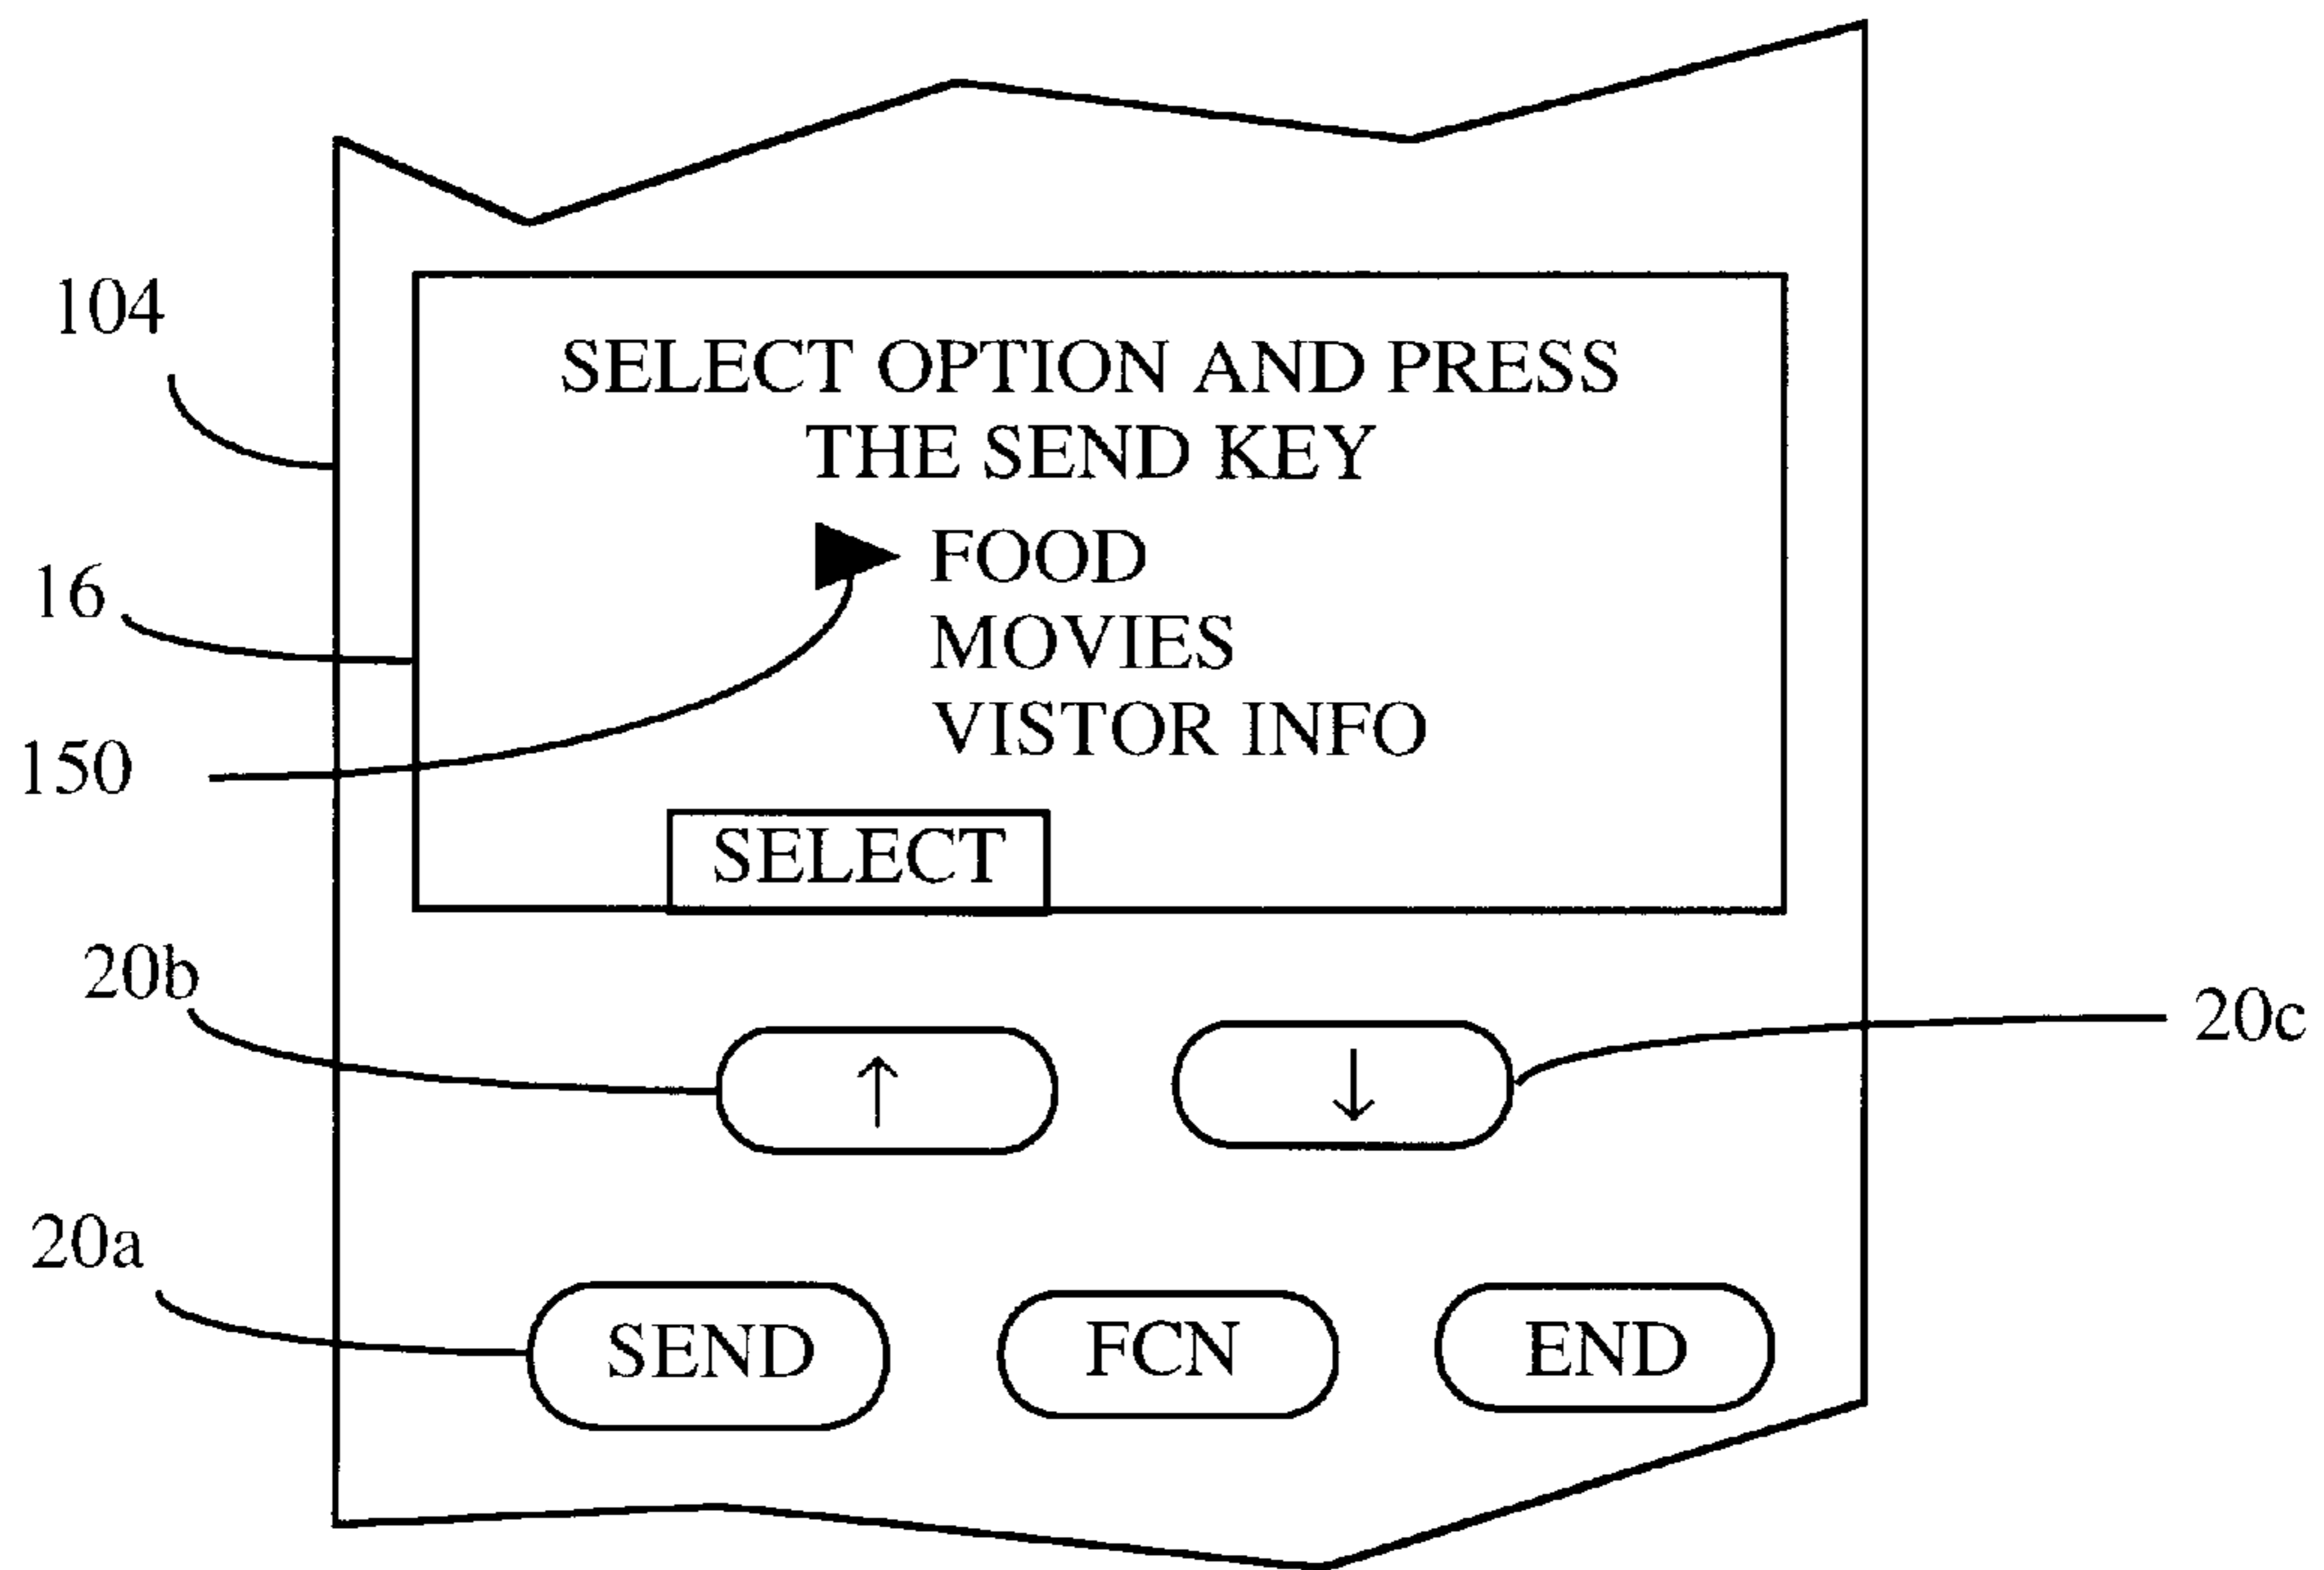 104
SELECT OPTION AND PRESS
THE SEND KEY
16
FOOD
MOVIES
150
VISTOR INFO
SELECT
20b
20c
↑ ↓
20a
SEND FCN END